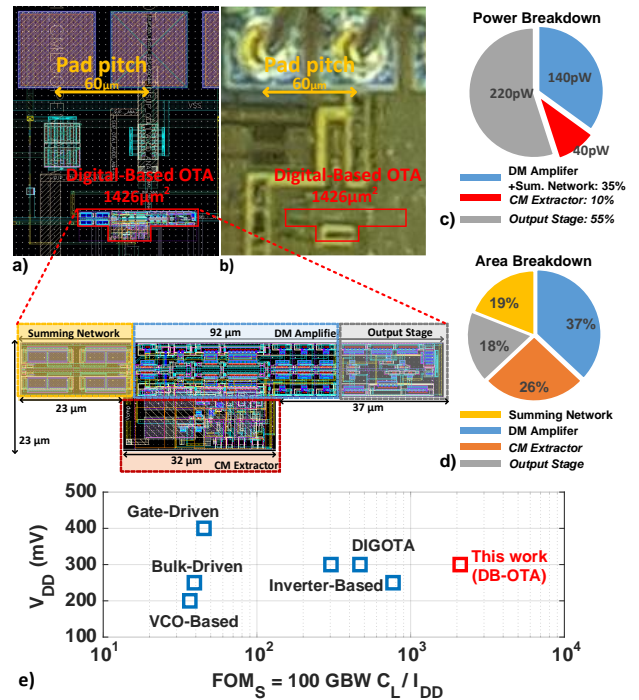 Pad pitch
60μm
VSS
Digital-Based OTA
1426μm²
a)
Pad pitch
60μm
Digital-Based OTA
1426μm²
b)
Power Breakdown
140pW
220pW
40pW
DM Amplifer
+Sum. Network: 35%
CM Extractor: 10%
Output Stage: 55%
c)
Area Breakdown
19%
37%
18%
26%
Summing Network
DM Amplifer
CM Extractor
Output Stage
d)
Summing Network
92 μm
DM Amplifie
Output Stage
23 μm
37 μm
23 μm
32 μm
CM Extractor
500
400
300
200
100
V_DD (mV)
Gate-Driven
Bulk-Driven
VCO-Based
DIGOTA
Inverter-Based
This work
(DB-OTA)
10¹
10²
10³
10⁴
e)
FOM_S = 100 GBW C_L / I_DD